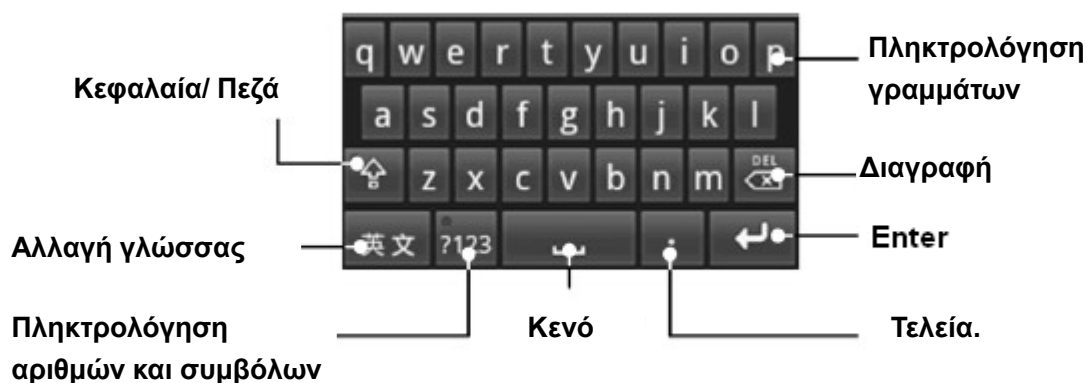 q w e r t y u i o p
Πληκτρολόγηση
γραμμάτων
Κεφαλαία/ Πεζά
a s d f g h j k l
z x c v b n m DEL
Διαγραφή
Αλλαγή γλώσσας
英文 ?123 .
Enter
Πληκτρολόγηση
αριθμών και συμβόλων
Κενό
Τελεία.